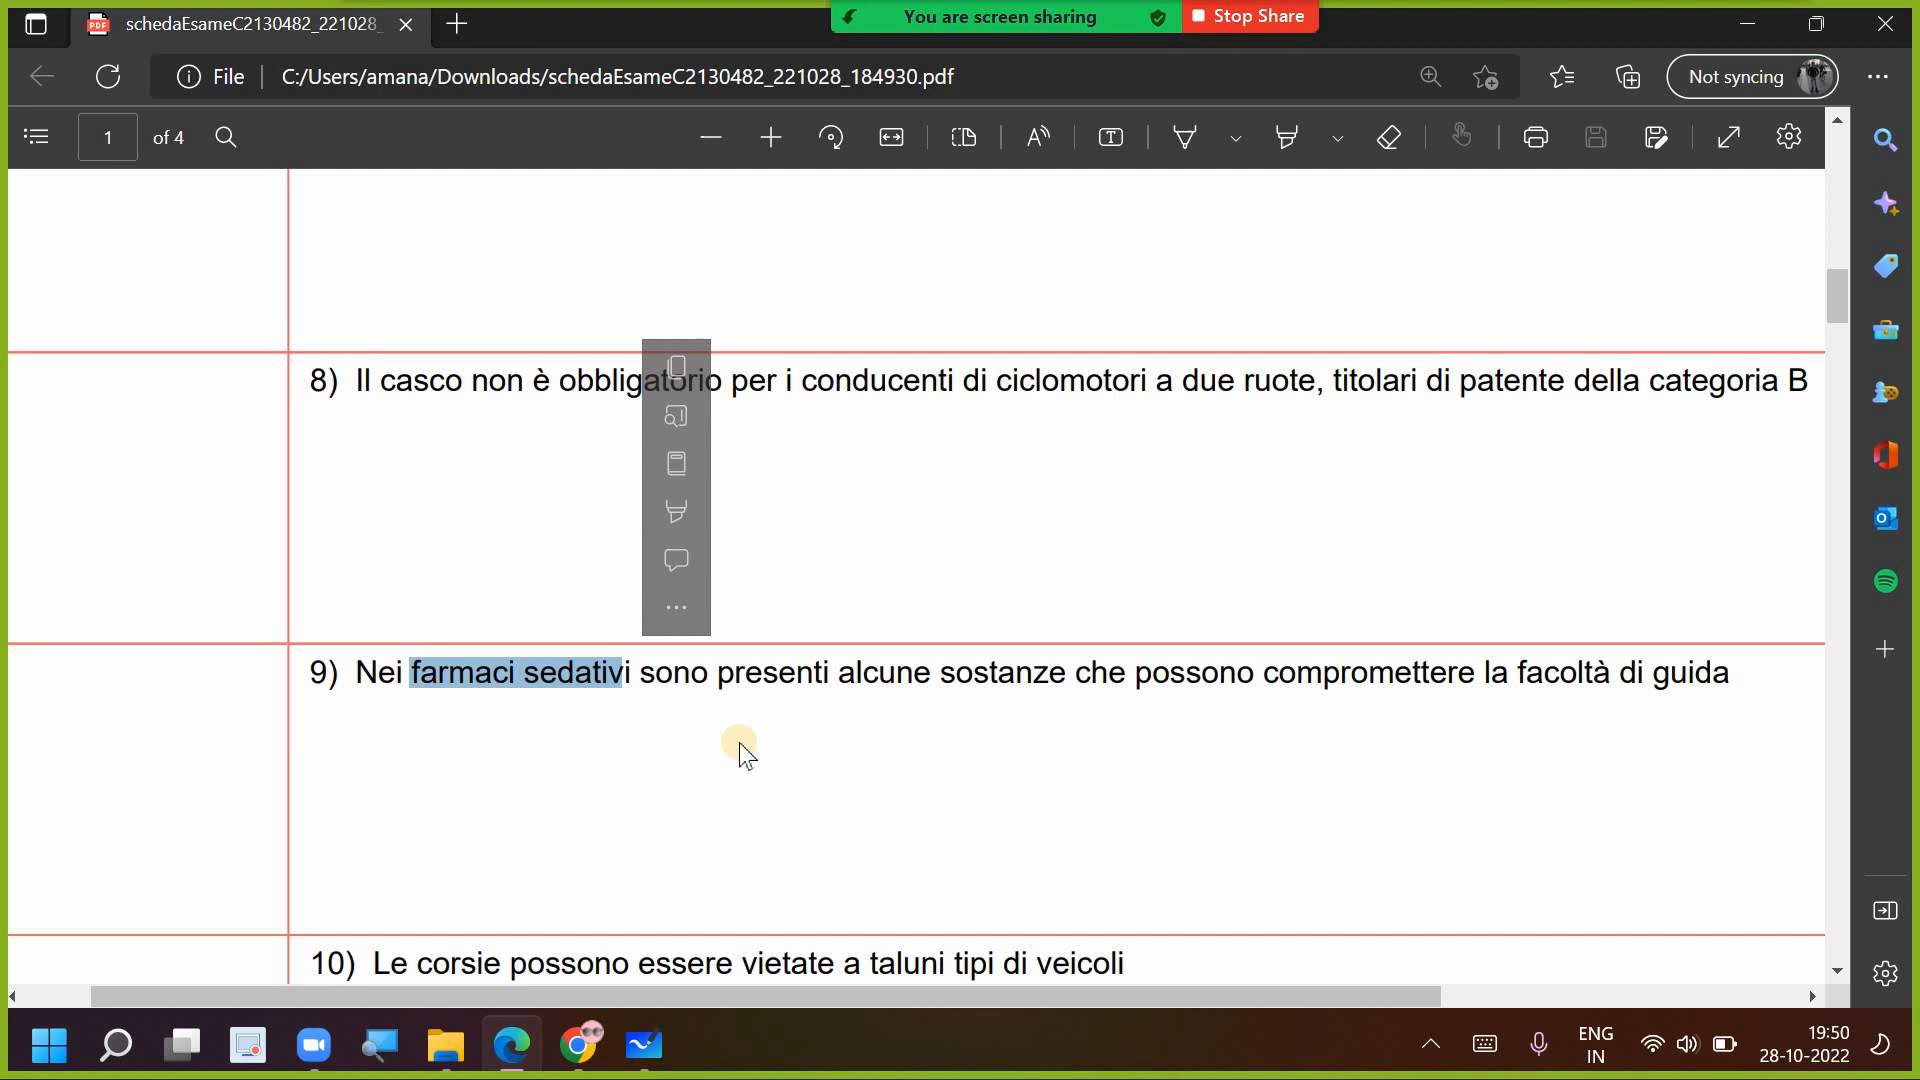 schedaEsameC2130482_221028_
You are screen sharing
Stop Share
File
C:/Users/amana/Downloads/schedaEsameC2130482_221028_184930.pdf
Not syncing
1 of 4
8) Il casco non è obbligatorio per i conducenti di ciclomotori a due ruote, titolari di patente della categoria B
9) Nei farmaci sedativi sono presenti alcune sostanze che possono compromettere la facoltà di guida
10) Le corsie possono essere vietate a taluni tipi di veicoli
ENG
IN
19:50
28-10-2022